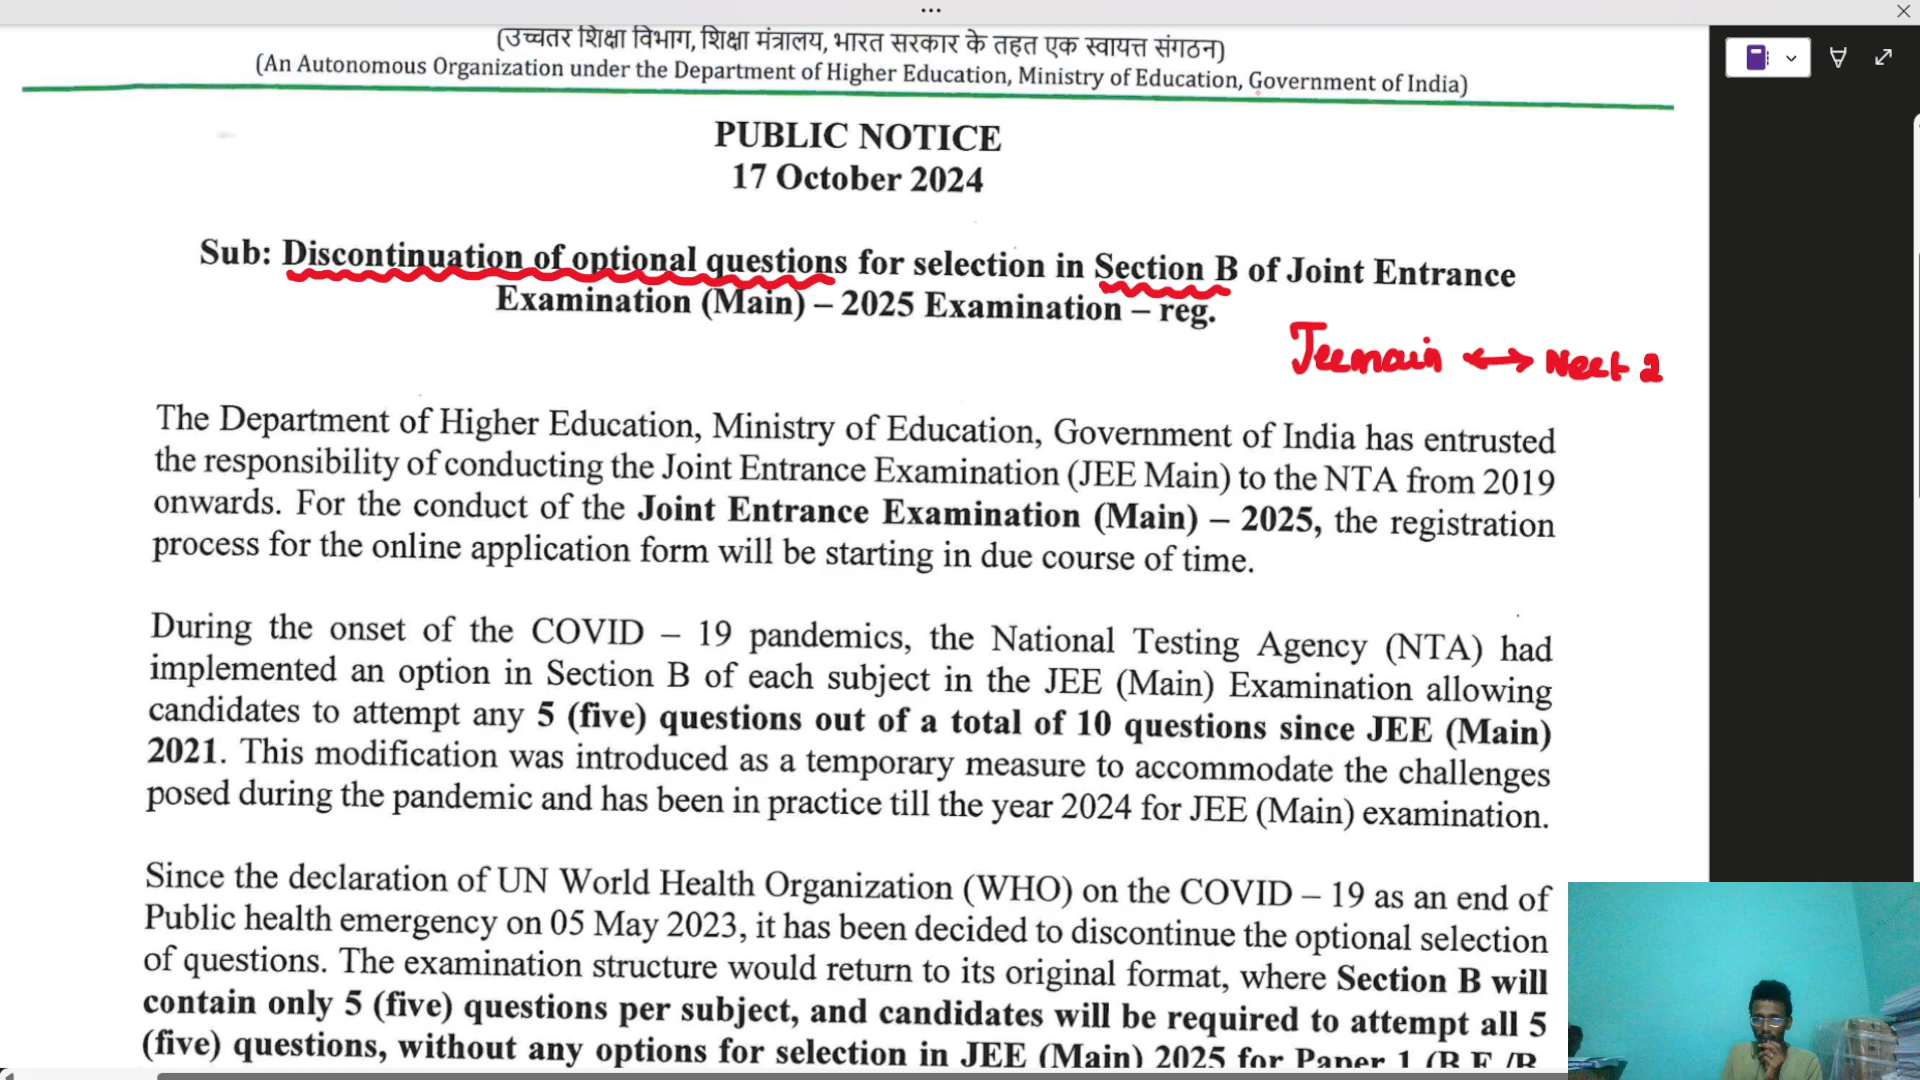 (उच्चतर शिक्षा विभाग, शिक्षा मंत्रालय, भारत सरकार के तहत एक स्वायत्त संगठन)
(An Autonomous Organization under the Department of Higher Education, Ministry of Education, Government of India)
PUBLIC NOTICE
17 October 2024
Sub: Discontinuation of optional questions for selection in Section B of Joint Entrance
Examination (Main) – 2025 Examination – reg.
Jeemain ↔ Neet 2
The Department of Higher Education, Ministry of Education, Government of India has entrusted
the responsibility of conducting the Joint Entrance Examination (JEE Main) to the NTA from 2019
onwards. For the conduct of the Joint Entrance Examination (Main) – 2025, the registration
process for the online application form will be starting in due course of time.
During the onset of the COVID – 19 pandemics, the National Testing Agency (NTA) had
implemented an option in Section B of each subject in the JEE (Main) Examination allowing
candidates to attempt any 5 (five) questions out of a total of 10 questions since JEE (Main)
2021. This modification was introduced as a temporary measure to accommodate the challenges
posed during the pandemic and has been in practice till the year 2024 for JEE (Main) examination.
Since the declaration of UN World Health Organization (WHO) on the COVID – 19 as an end of
Public health emergency on 05 May 2023, it has been decided to discontinue the optional selection
of questions. The examination structure would return to its original format, where Section B will
contain only 5 (five) questions per subject, and candidates will be required to attempt all 5
(five) questions, without any options for selection in JEE (Main) 2025 for Paper 1 (B.E./B.